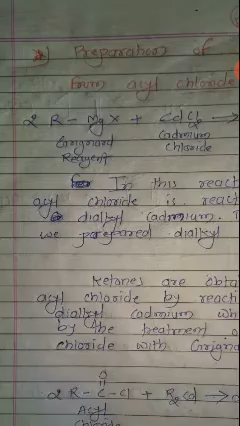 *) Preparation of
from acyl chloride
2 R - Mg X + CdCl2 →
Grignard Cadmium
Reagent Chloride
In this react
acyl chloride is react
dialkyl cadmium. T
we prepared dialkyl
Ketones are obta
acyl chloride by reacti
dialkyl cadmium wh
by the treatment o
chloride with Grigna
O
||
2 R - C - Cl + R2Cd →
Acyl
chloride